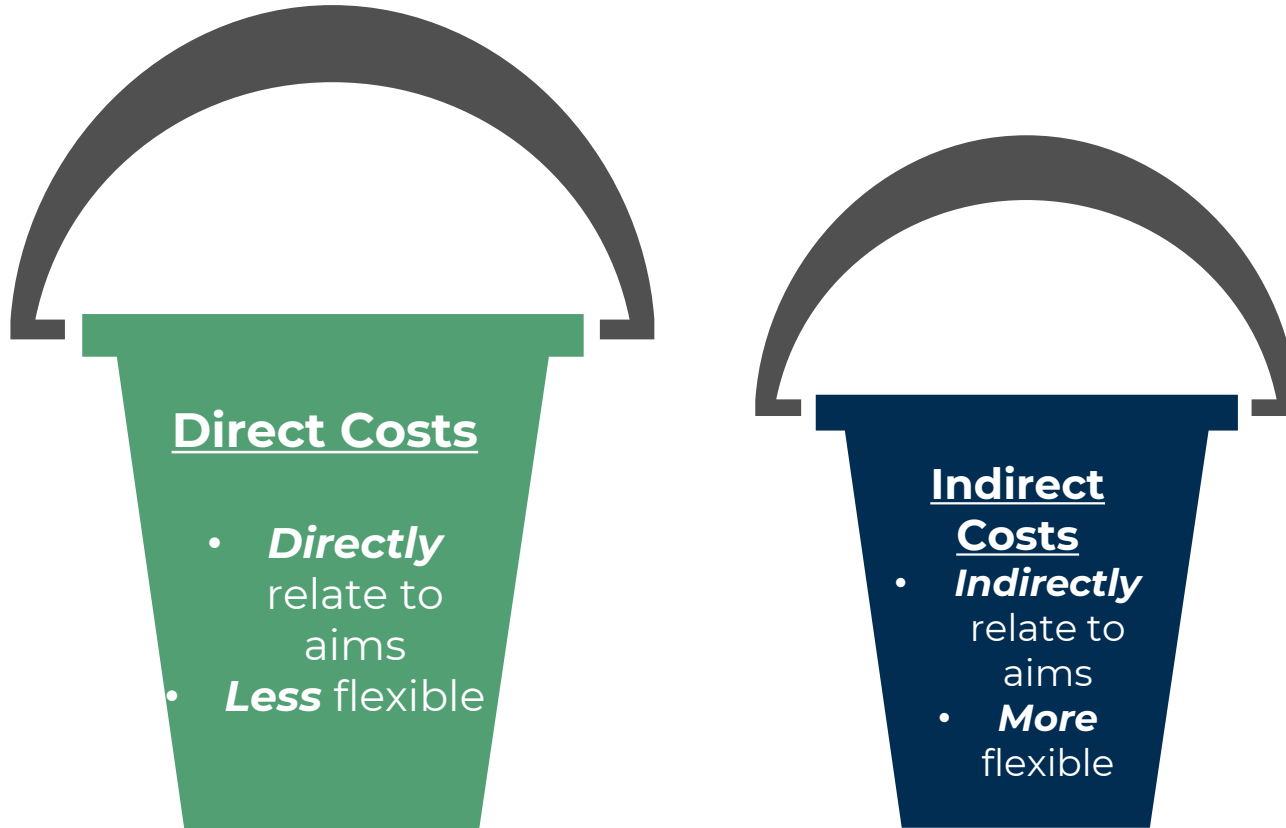 Direct Costs
• Directly
relate to
aims
• Less flexible
Indirect
Costs
• Indirectly
relate to
aims
• More
flexible